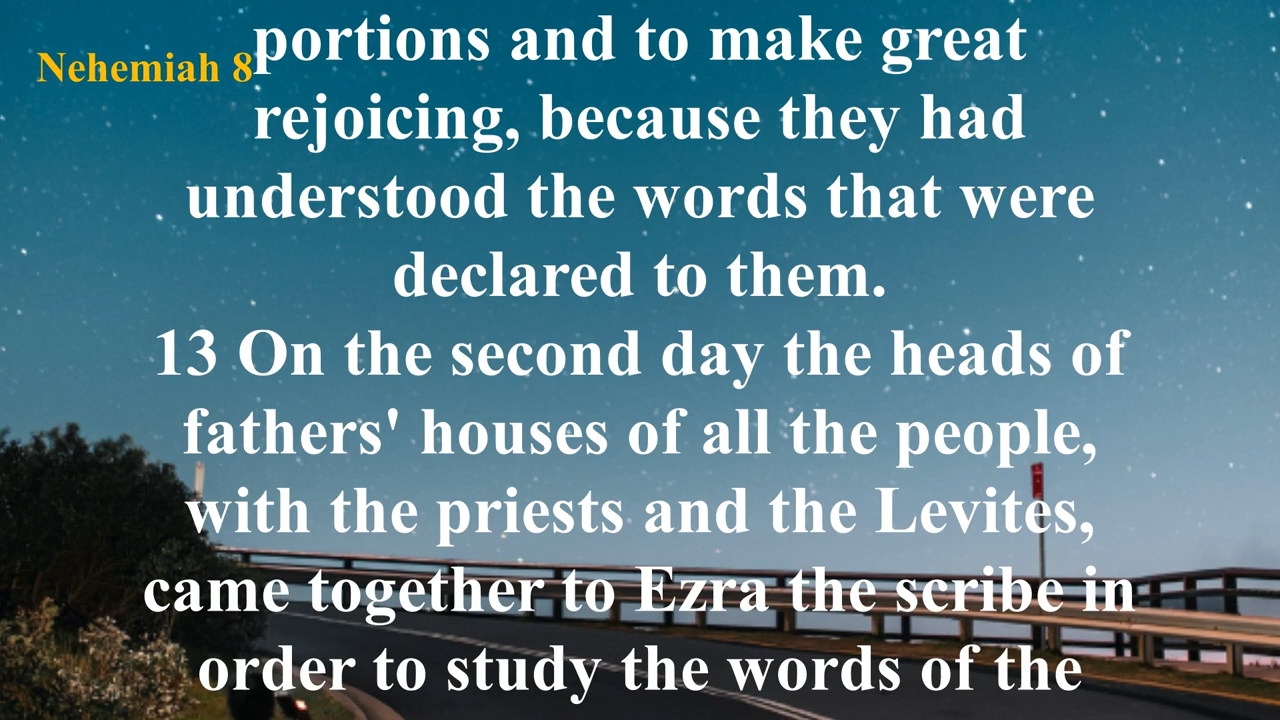 portions and to make great
Nehemiah 8
rejoicing, because they had
understood the words that were
declared to them.
13 On the second day the heads of
fathers' houses of all the people,
with the priests and the Levites,
came together to Ezra the scribe in
order to study the words of the